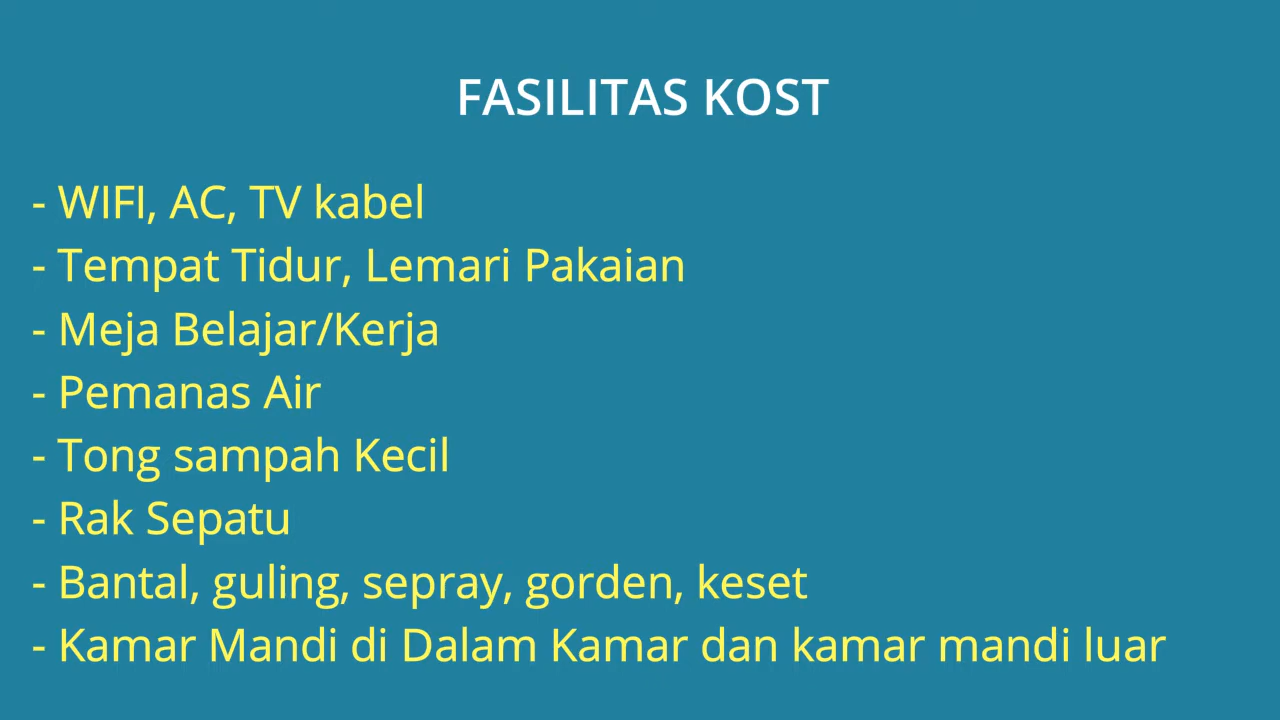 FASILITAS KOST
- WIFI, AC, TV kabel
- Tempat Tidur, Lemari Pakaian
- Meja Belajar/Kerja
- Pemanas Air
- Tong sampah Kecil
- Rak Sepatu
- Bantal, guling, sepray, gorden, keset
- Kamar Mandi di Dalam Kamar dan kamar mandi luar